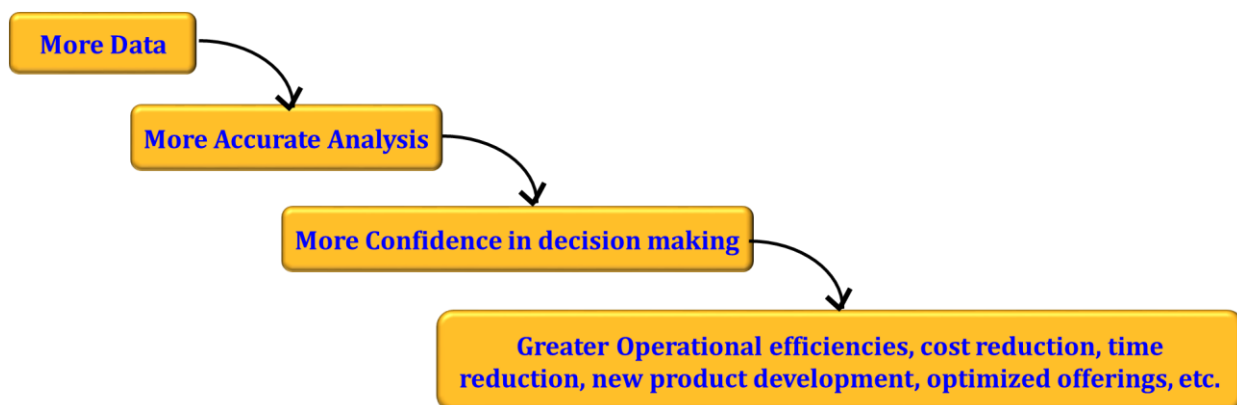 More Data
More Accurate Analysis
More Confidence in decision making
Greater Operational efficiencies, cost reduction, time
reduction, new product development, optimized offerings, etc.